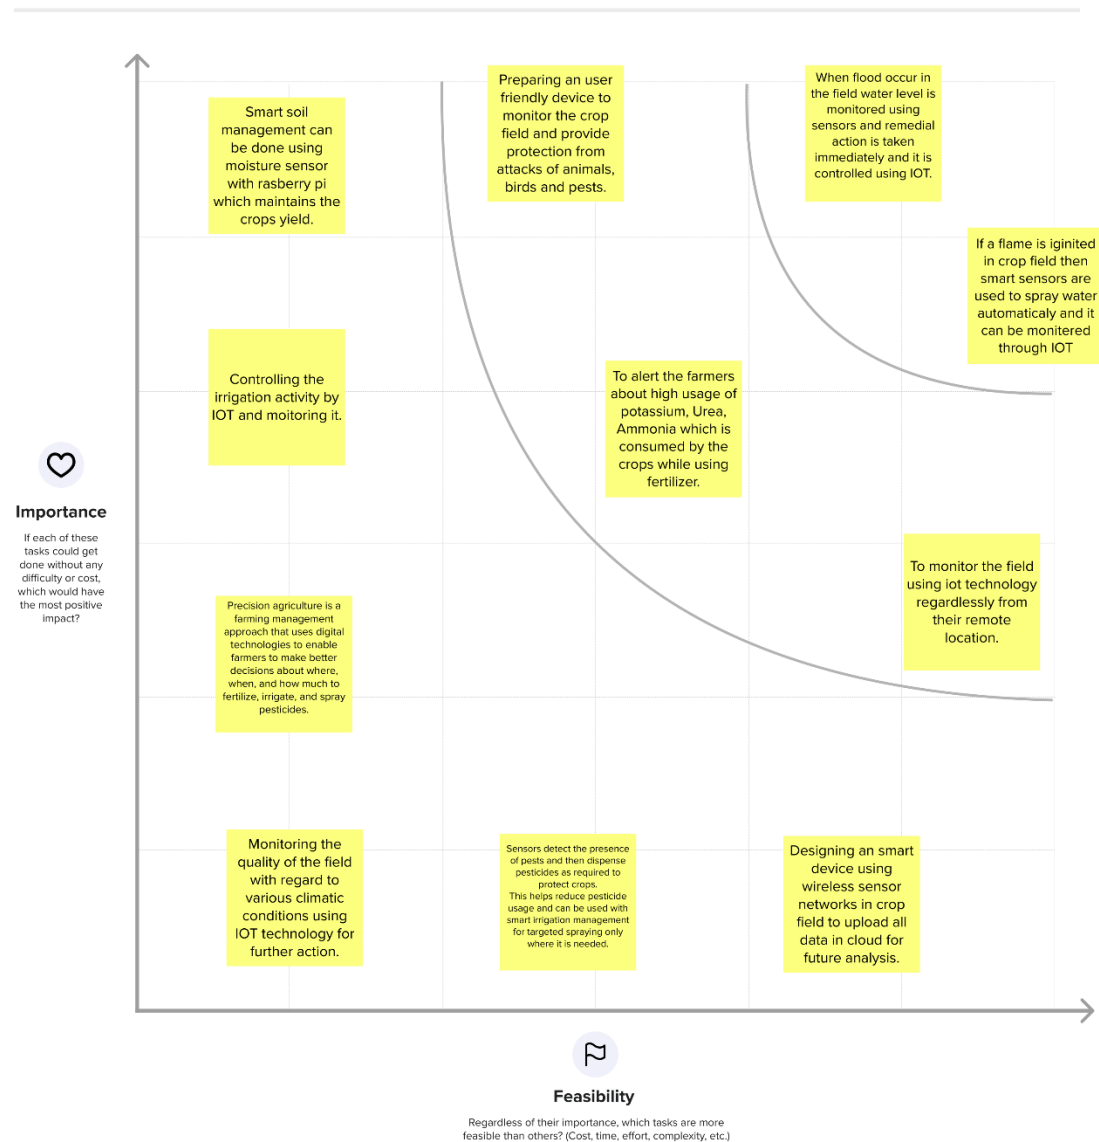 Smart soil
management can
be done using
moisture sensor
with rasberry pi
which maintains the
crops yield.
Preparing an user
friendly device to
monitor the crop
field and provide
protection from
attacks of animals,
birds and pests.
When flood occur in
the field water level is
monitored using
sensors and remedial
action is taken
immediately and it is
controlled using IOT.
If a flame is iginited
in crop field then
smart sensors are
used to spray water
automaticaly and it
can be monitered
through IOT
Controlling the
irrigation activity by
IOT and moitoring it.
To alert the farmers
about high usage of
potassium, Urea,
Ammonia which is
consumed by the
crops while using
fertilizer.
Importance
If each of these
tasks could get
done without any
difficulty or cost,
which would have
the most positive
impact?
To monitor the field
using iot technology
regardlessly from
their remote
location.
Precision agriculture is a
farming management
approach that uses digital
technologies to enable
farmers to make better
decisions about where,
when, and how much to
fertilize, irrigate, and spray
pesticides.
Monitoring the
quality of the field
with regard to
various climatic
conditions using
IOT technology for
further action.
Sensors detect the presence
of pests and then dispense
pesticides as required to
protect crops.
This helps reduce pesticide
usage and can be used with
smart irrigation management
for targeted spraying only
where it is needed.
Designing an smart
device using
wireless sensor
networks in crop
field to upload all
data in cloud for
future analysis.
Feasibility
Regardless of their importance, which tasks are more
feasible than others? (Cost, time, effort, complexity, etc.)